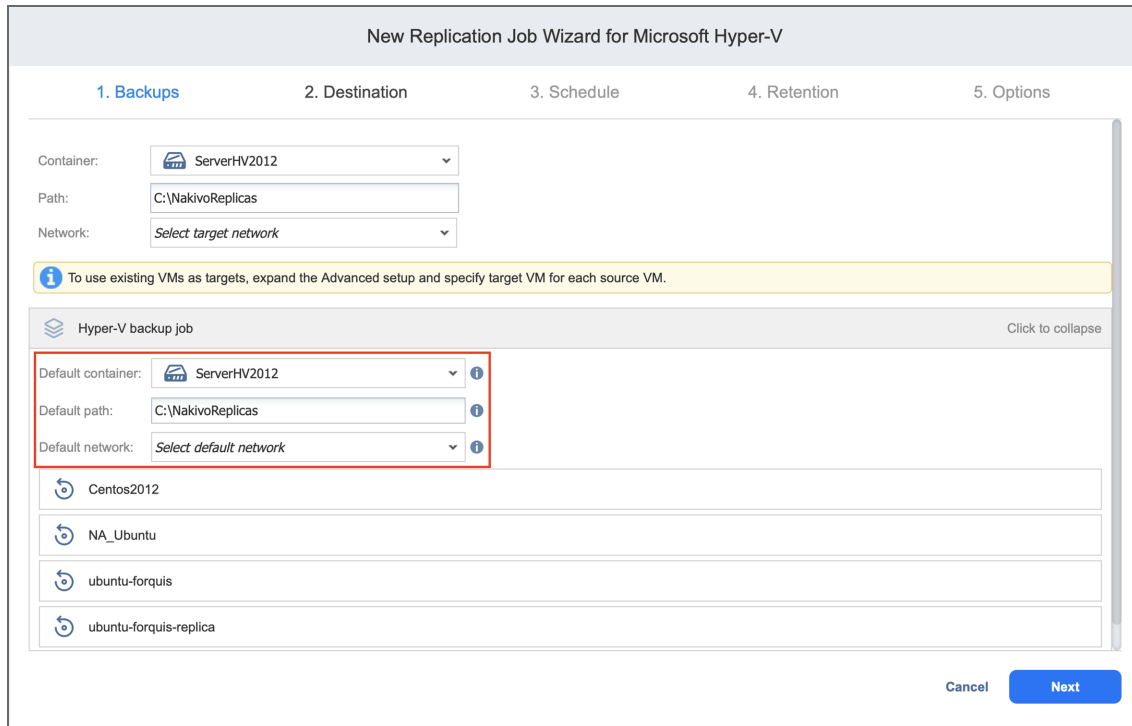 New Replication Job Wizard for Microsoft Hyper-V
1. Backups 2. Destination 3. Schedule 4. Retention 5. Options
Container: ServerHV2012
Path: C:\NakivoReplicas
Network: Select target network
To use existing VMs as targets, expand the Advanced setup and specify target VM for each source VM.
Hyper-V backup job Click to collapse
Default container: ServerHV2012
Default path: C:\NakivoReplicas
Default network: Select default network
Centos2012
NA_Ubuntu
ubuntu-forquis
ubuntu-forquis-replica
Cancel Next